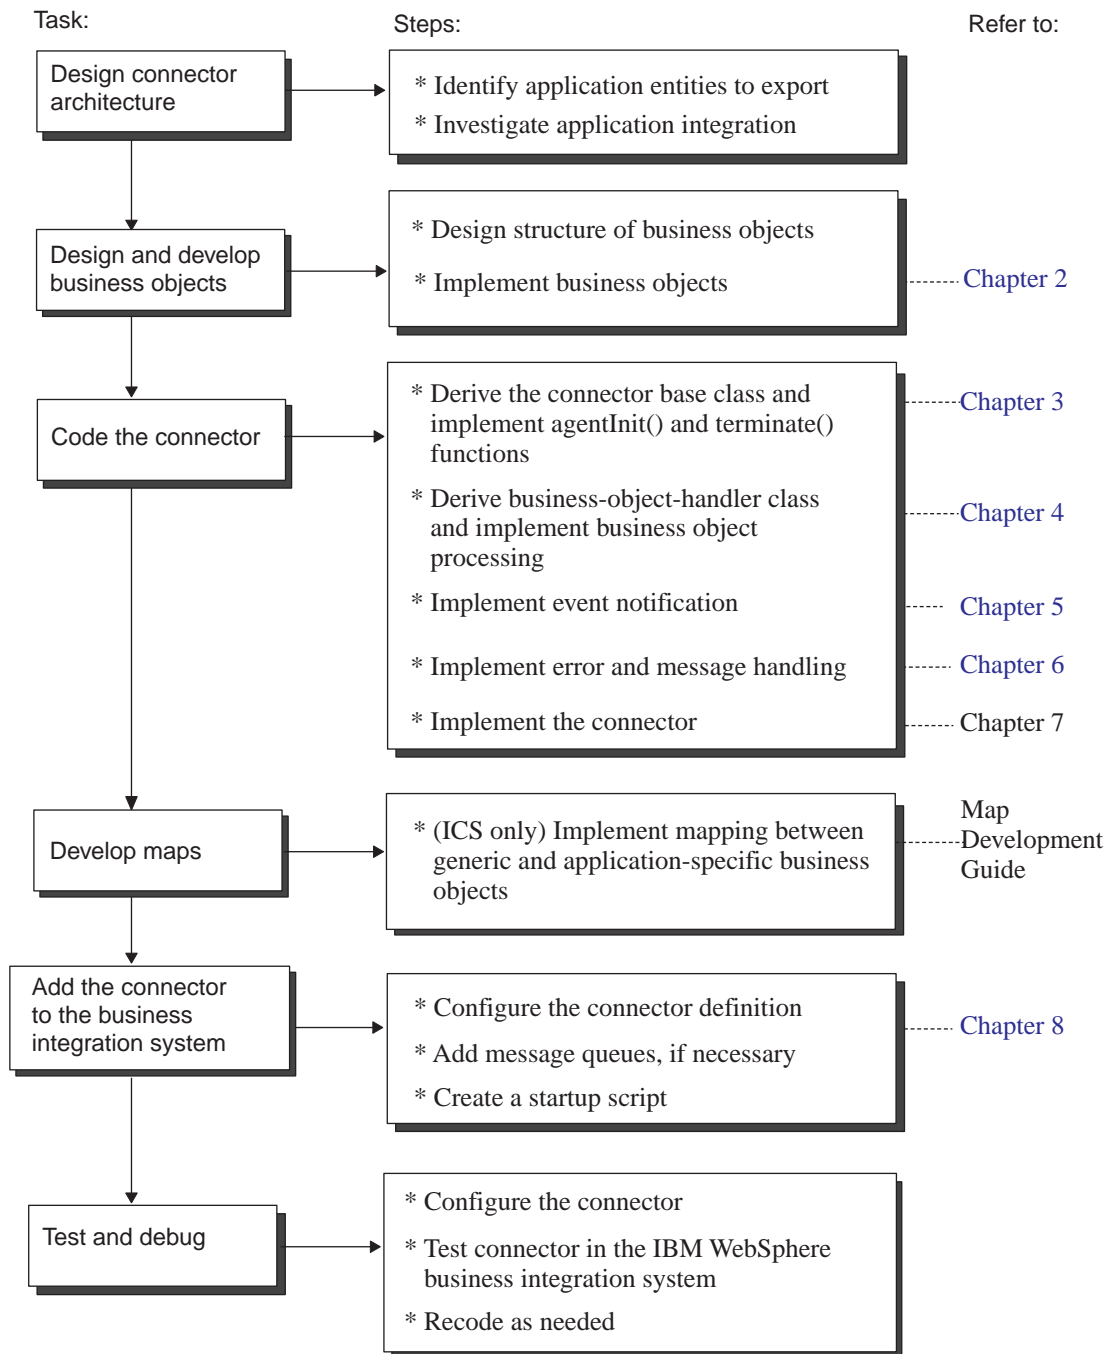 Task:
Steps:
Refer to:
Design connector
architecture
* Identify application entities to export
* Investigate application integration
Design and develop
business objects
* Design structure of business objects
* Implement business objects
Chapter 2
Code the connector
* Derive the connector base class and
implement agentInit() and terminate()
functions
Chapter 3
* Derive business-object-handler class
and implement business object
processing
Chapter 4
* Implement event notification
Chapter 5
* Implement error and message handling
Chapter 6
* Implement the connector
Chapter 7
Develop maps
* (ICS only) Implement mapping between
generic and application-specific business
objects
Map
Development
Guide
Add the connector
to the business
integration system
* Configure the connector definition
Chapter 8
* Add message queues, if necessary
* Create a startup script
Test and debug
* Configure the connector
* Test connector in the IBM WebSphere
business integration system
* Recode as needed